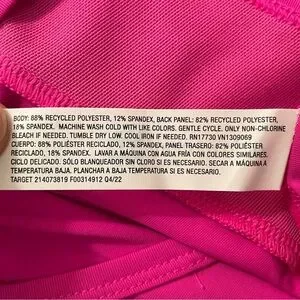 BODY: 88% RECYCLED POLYESTER, 12% SPANDEX, BACK PANEL: 82% RECYCLED POLYESTER,
18% SPANDEX. MACHINE WASH COLD WITH LIKE COLORS. GENTLE CYCLE. ONLY NON-CHLORINE
BLEACH IF NEEDED. TUMBLE DRY LOW. COOL IRON IF NEEDED. RN17730 VN1309069
CUERPO: 88% POLIÉSTER RECICLADO, 12% SPANDEX, PANEL TRASERO: 82% POLIÉSTER
RECICLADO, 18% SPANDEX. LAVAR A MÁQUINA CON AGUA FRÍA CON COLORES SIMILARES.
CICLO DELICADO. SÓLO BLANQUEADOR SIN CLORO SI ES NECESARIO. SECAR A MÁQUINA A
TEMPERATURA BAJA. PLANCHAR A BAJA TEMPERATURA SI ES NECESARIO.
TARGET 214073819 F00314912 Q4/22